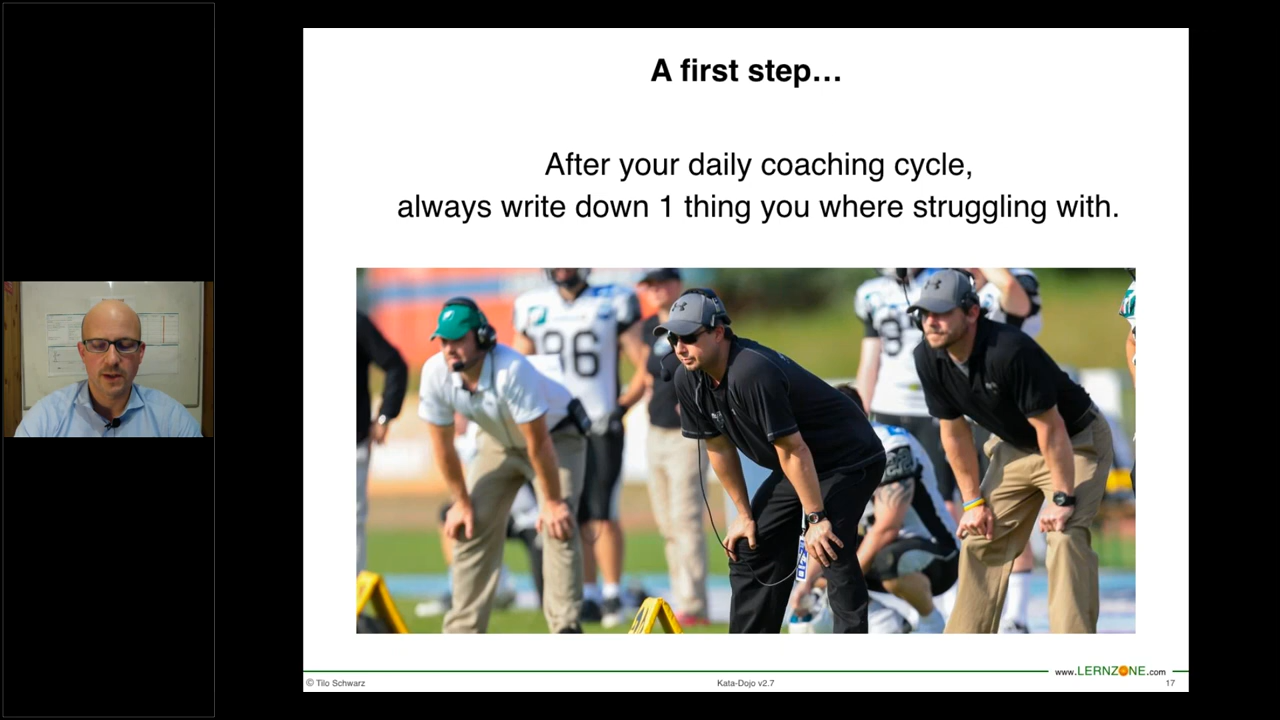 A first step…
After your daily coaching cycle,
always write down 1 thing you where struggling with.
86
© Tilo Schwarz
Kata-Dojo v2.7
www.LERNZONE.com
17